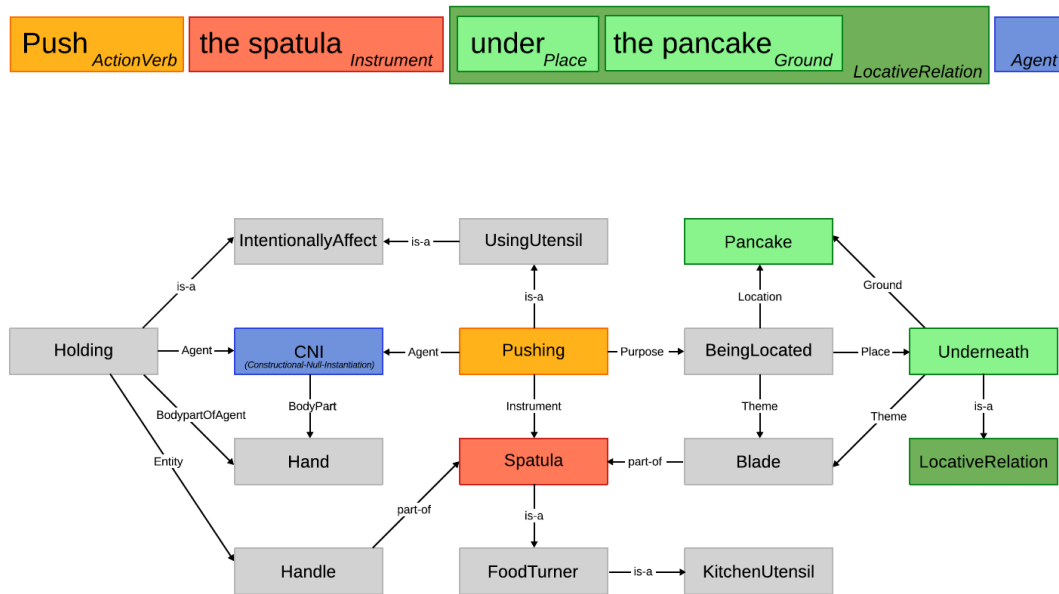 Push ActionVerb the spatula Instrument under Place the pancake Ground LocativeRelation Agent
IntentionallyAffect is-a UsingUtensil Pancake
is-a is-a Location Ground
Holding Agent CNI Agent Pushing Purpose BeingLocated Place Underneath
(Constructional-Null-Instantiation)
BodypartOfAgent BodyPart Instrument Theme Theme is-a
Entity Hand Spatula part-of Blade LocativeRelation
part-of is-a
Handle FoodTurner is-a KitchenUtensil